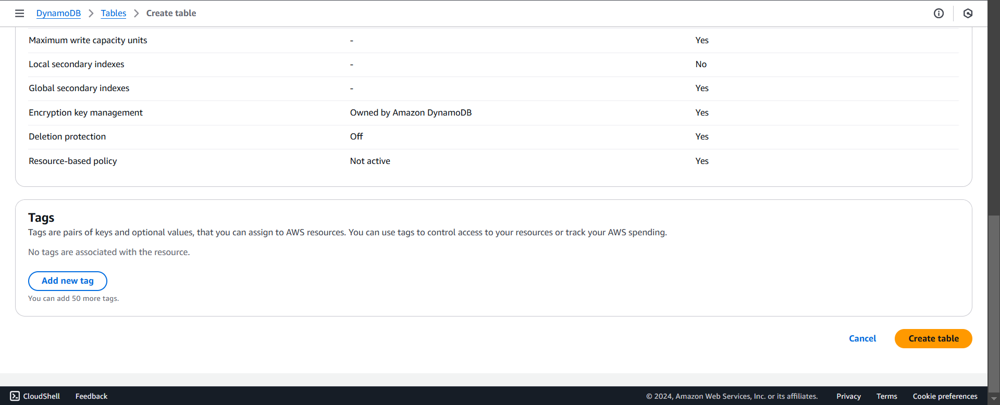 DynamoDB > Tables > Create table
Maximum write capacity units - Yes
Local secondary indexes - No
Global secondary indexes - Yes
Encryption key management Owned by Amazon DynamoDB Yes
Deletion protection Off Yes
Resource-based policy Not active Yes
Tags
Tags are pairs of keys and optional values, that you can assign to AWS resources. You can use tags to control access to your resources or track your AWS spending.
No tags are associated with the resource.
Add new tag
You can add 50 more tags.
Cancel Create table
CloudShell Feedback © 2024, Amazon Web Services, Inc. or its affiliates. Privacy Terms Cookie preferences